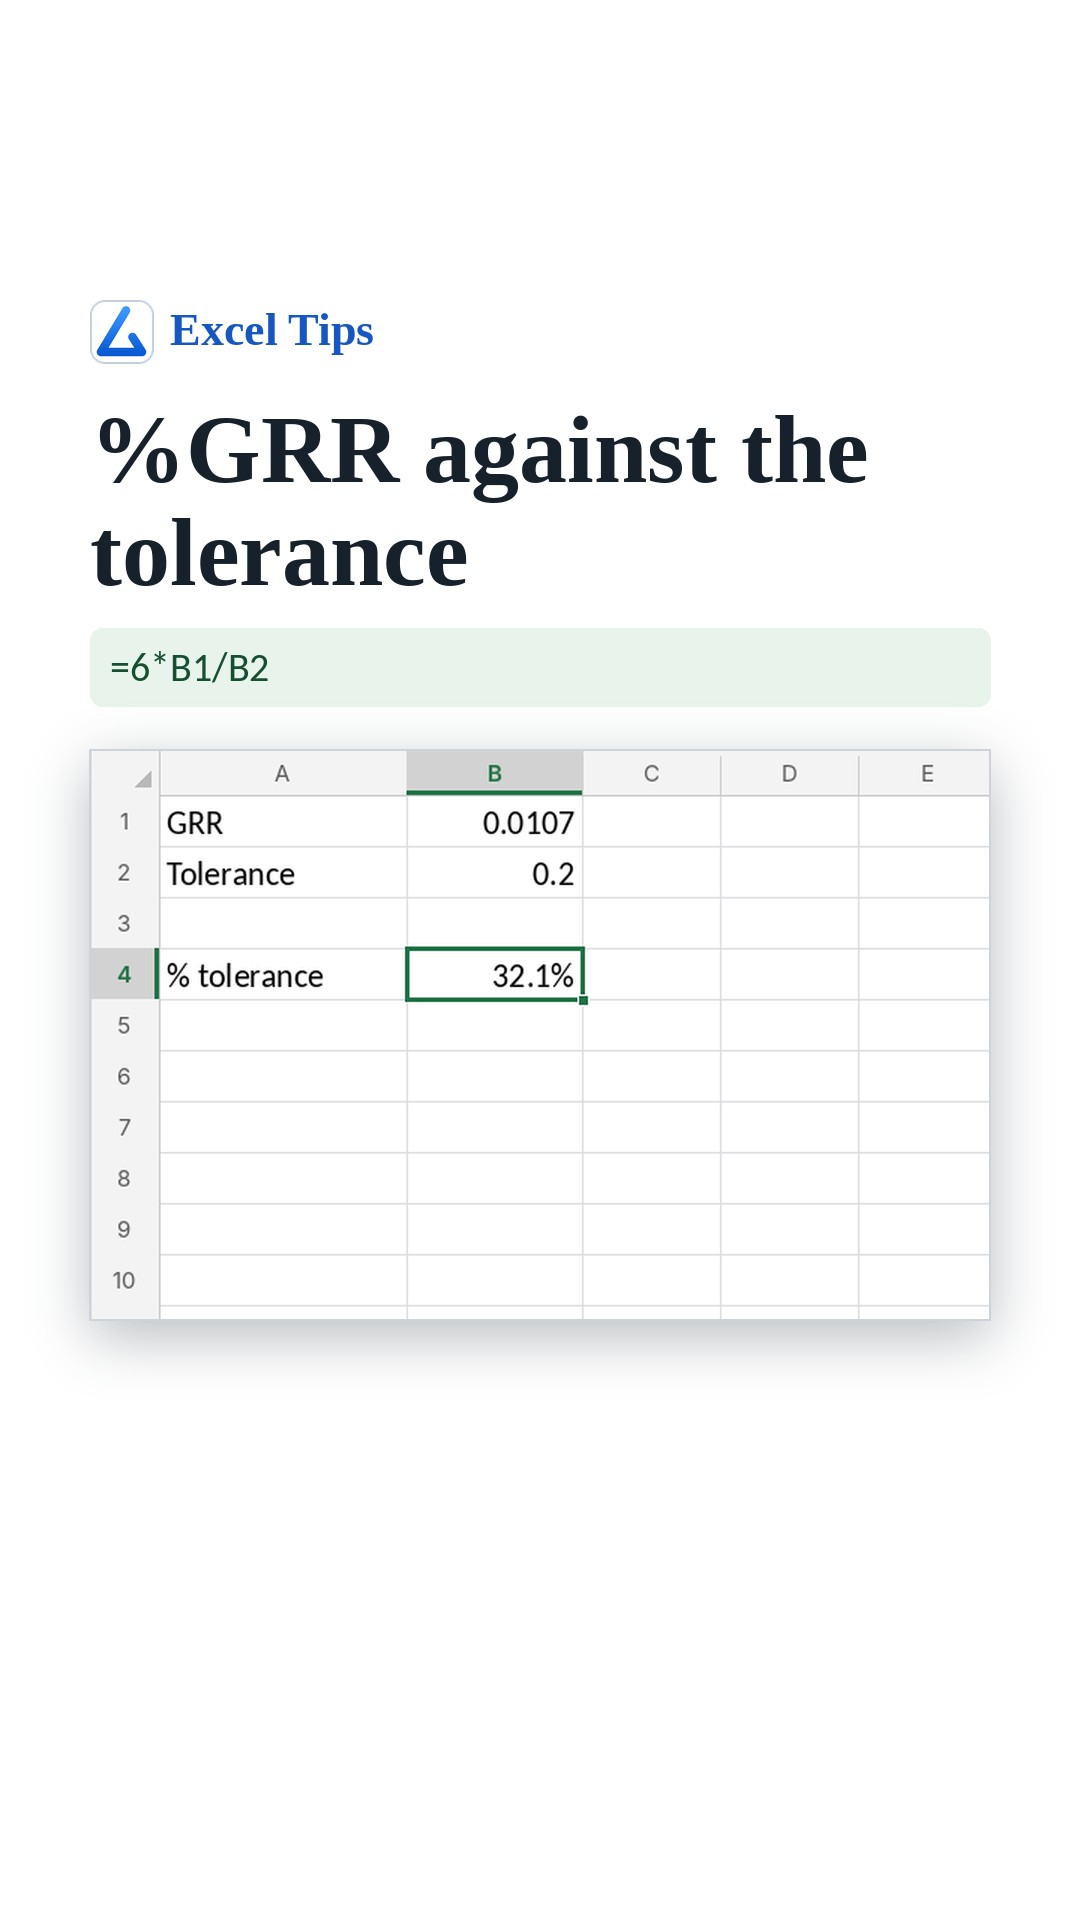 Excel Tips
%GRR against the
tolerance
=6*B1/B2
A B C D E
1 GRR 0.0107
2 Tolerance 0.2
3
4 % tolerance 32.1%
5
6
7
8
9
10